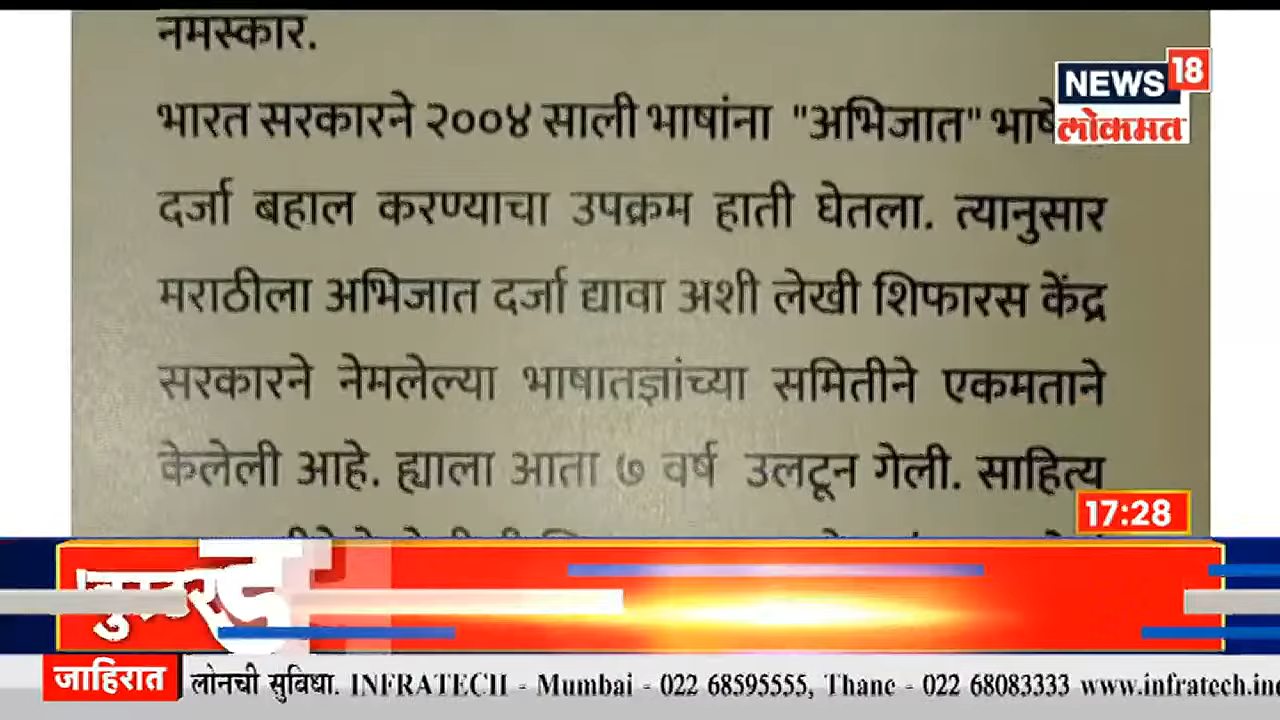 नमस्कार.
भारत सरकारने २००४ साली भाषांना "अभिजात"
दर्जा बहाल करण्याचा उपक्रम हाती घेतला. त्यानुसार
मराठीला अभिजात दर्जा द्यावा अशी लेखी शिफारस केंद्र
सरकारने नेमलेल्या भाषातज्ञांच्या समितीने एकमताने
केलेली आहे. ह्याला आता ७ वर्ष उलटून गेली. साहित्य
NEWS 18
लोकमत
17:28
जाहिरात
लोनची सुविधा. INFRATECH - Mumbai - 022 68595555, Thane - 022 68083333 www.infratech.ind